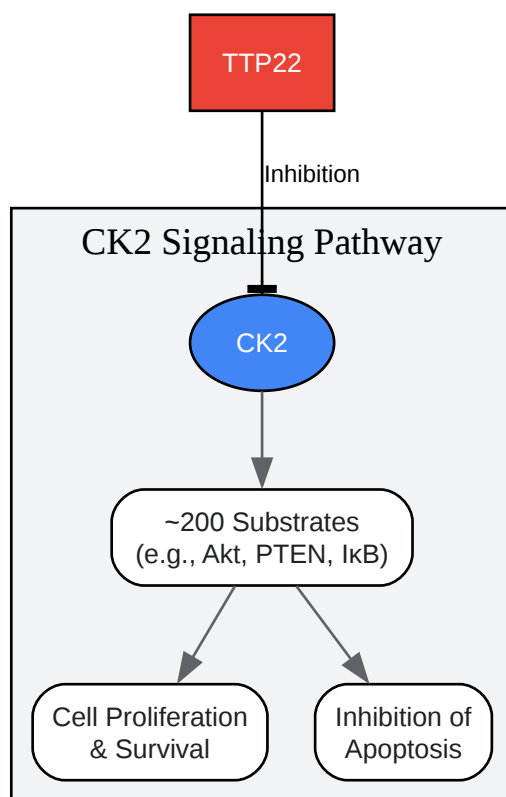 TTP22
Inhibition
CK2 Signaling Pathway
CK2
~200 Substrates
(e.g., Akt, PTEN, IκB)
Cell Proliferation
& Survival
Inhibition of
Apoptosis